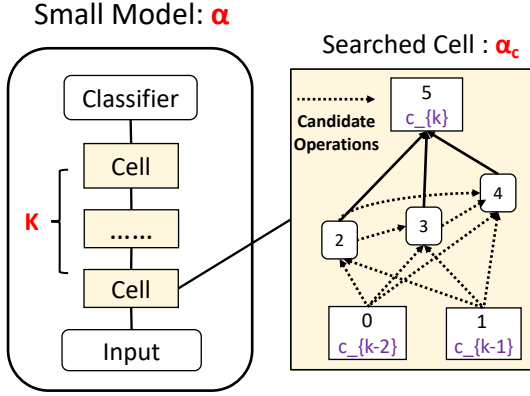 Small Model: α
Classifier
Cell
K
......
Cell
Input
Searched Cell : α_c
Candidate
Operations
5
c_{k}
4
3
2
0
c_{k-2}
1
c_{k-1}